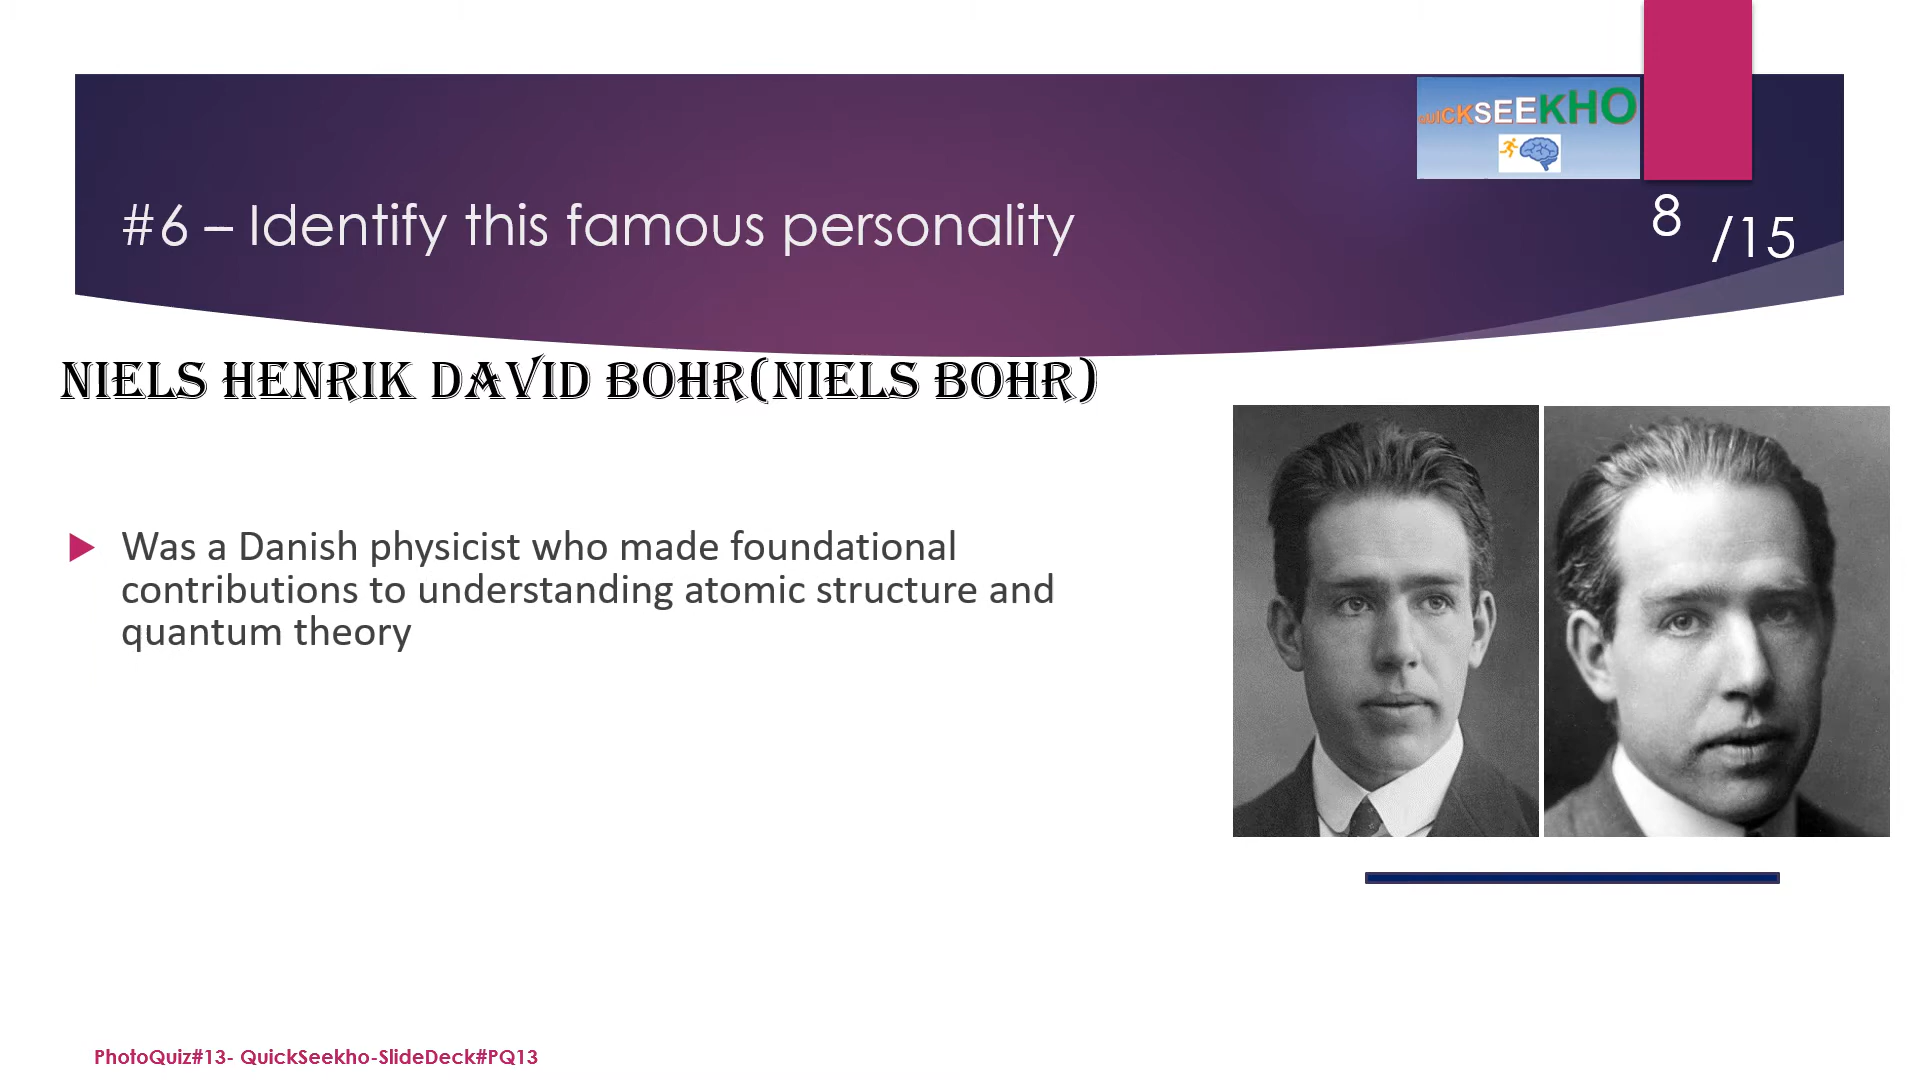 QUICKSEEKHO
#6 – Identify this famous personality
8 /15
NIELS HENRIK DAVID BOHR(NIELS BOHR)
Was a Danish physicist who made foundational
contributions to understanding atomic structure and
quantum theory
PhotoQuiz#13- QuickSeekho-SlideDeck#PQ13